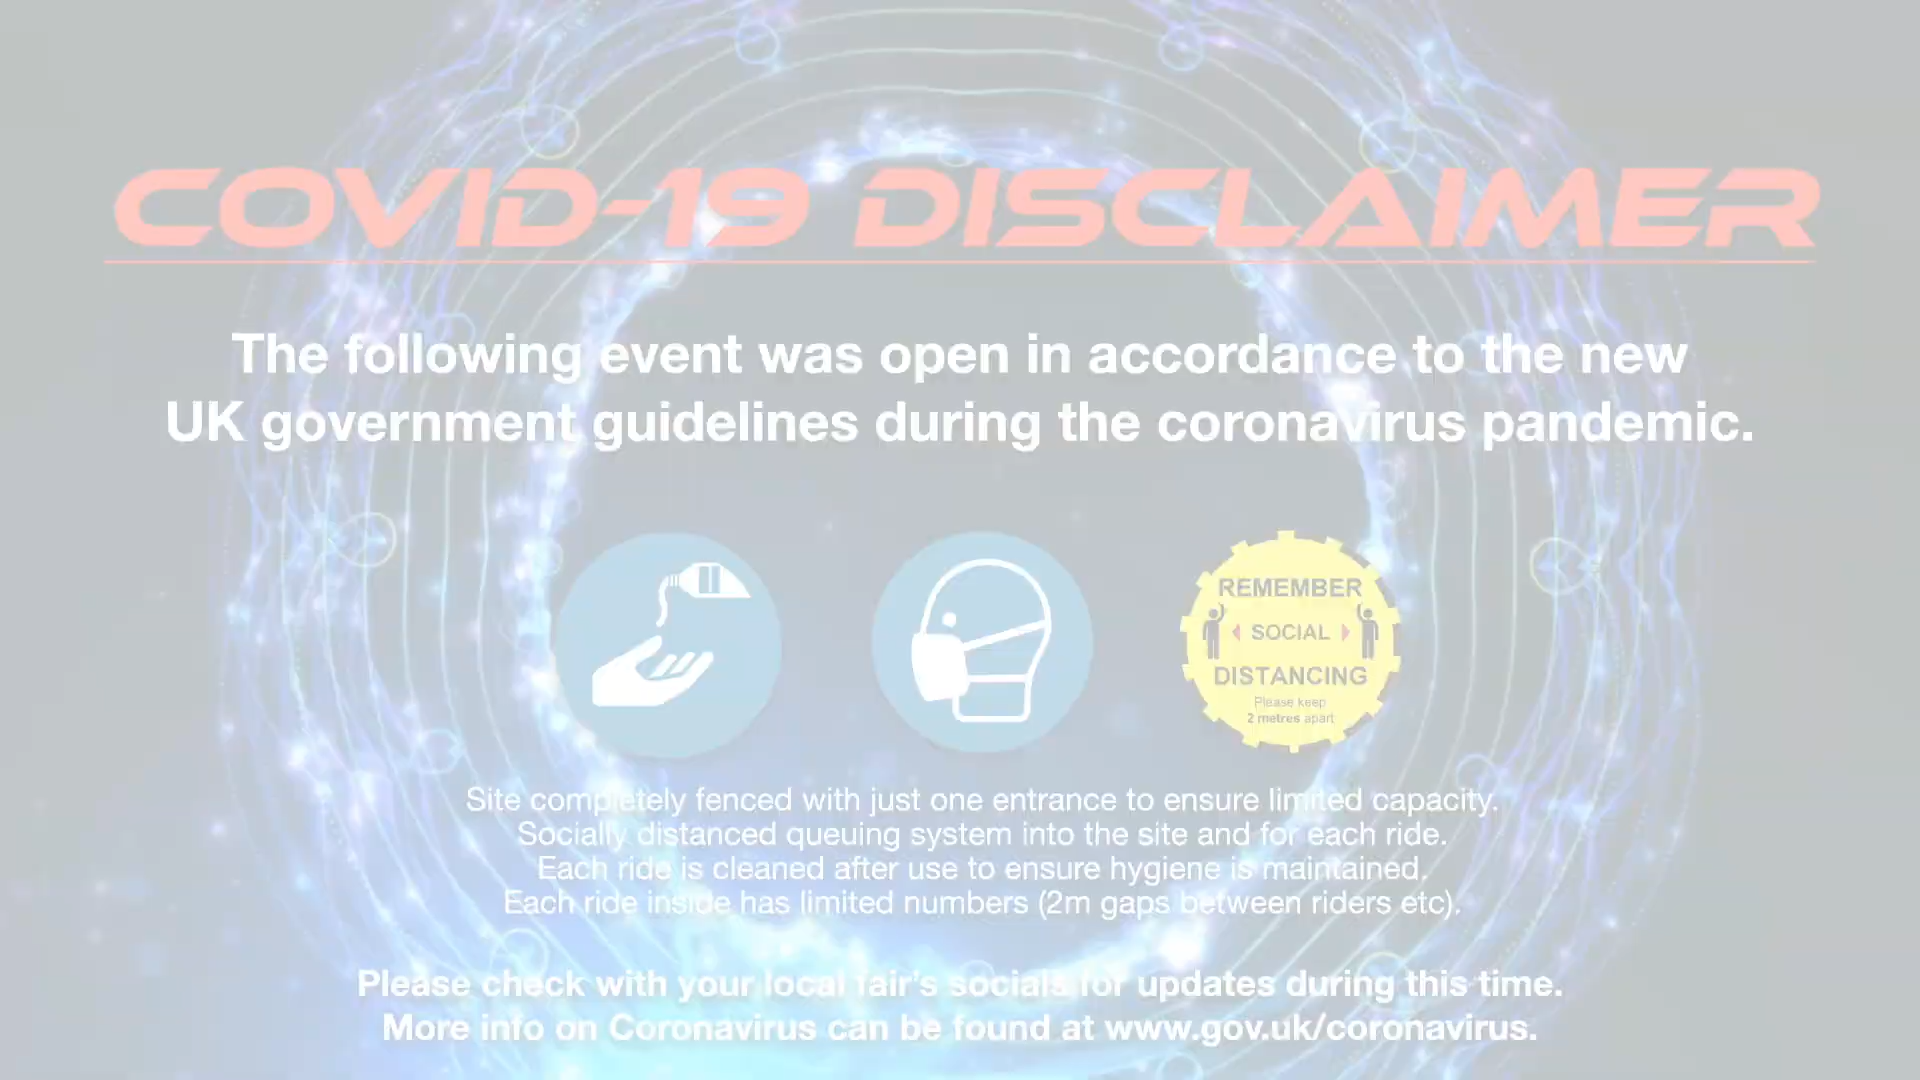 COVID-19 DISCLAIMER
The following event was open in accordance to the new
UK government guidelines during the coronavirus pandemic.
REMEMBER
SOCIAL
DISTANCING
Please keep
2 metres apart
Site completely fenced with just one entrance to ensure limited capacity.
Socially distanced queuing system into the site and for each ride.
Each ride is cleaned after use to ensure hygiene is maintained.
Each ride inside has limited numbers (2m gaps between riders etc).
Please check with your local fair's socials for updates during this time.
More info on Coronavirus can be found at www.gov.uk/coronavirus.